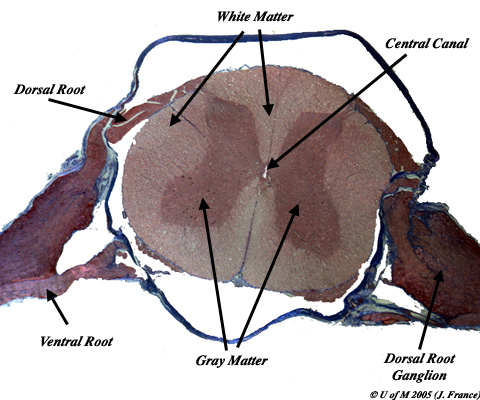 White Matter
Central Canal
Dorsal Root
Ventral Root
Gray Matter
Dorsal Root
Ganglion
© U of M 2005 (J. France)